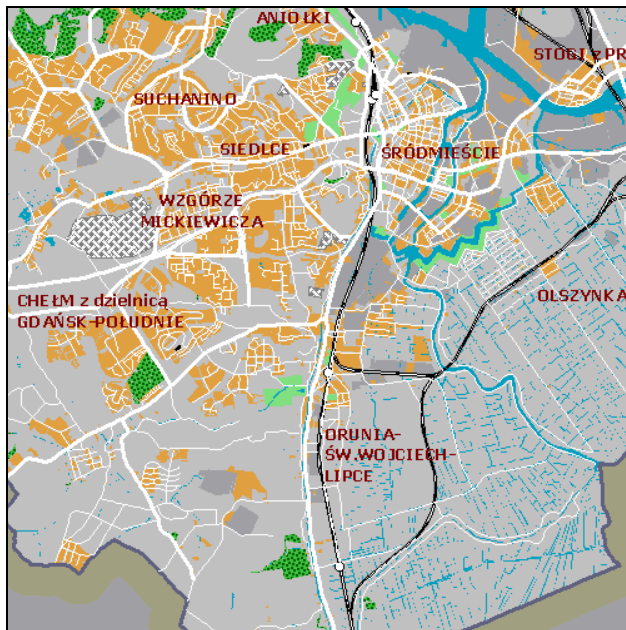 ANIOŁKI
STOGI z PR
SUCHANINO
SIEDLCE
ŚRÓDMIEŚCIE
WZGÓRZE
MICKIEWICZA
CHEŁM z dzielnicą
GDAŃSK-POŁUDNIE
OLSZYNKA
ORUNIA-
ŚW.WOJCIECH-
LIPCE